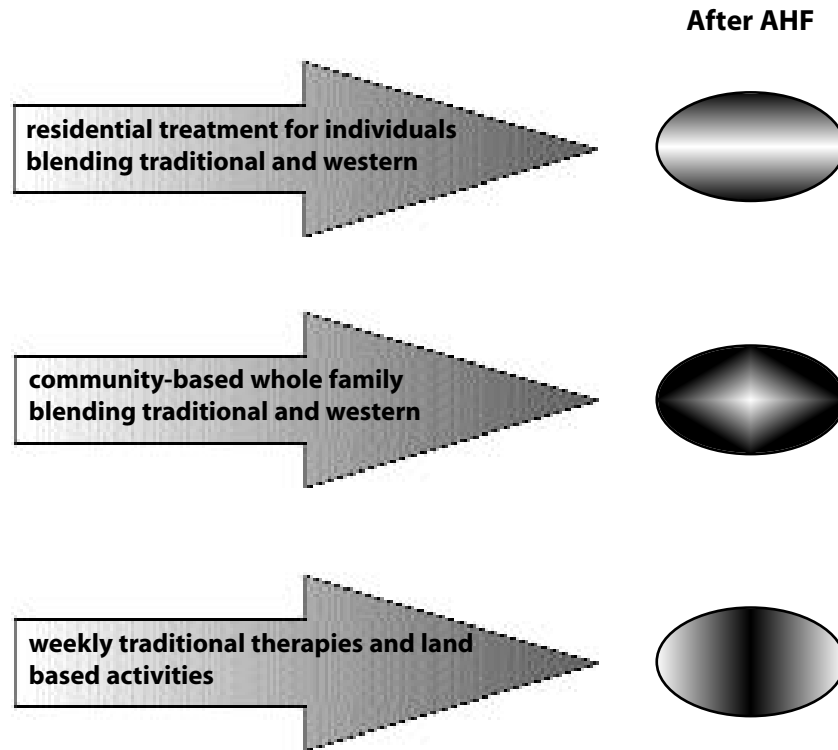 After AHF
residential treatment for individuals
blending traditional and western
community-based whole family
blending traditional and western
weekly traditional therapies and land
based activities